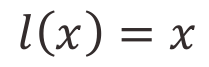 l(x) = x